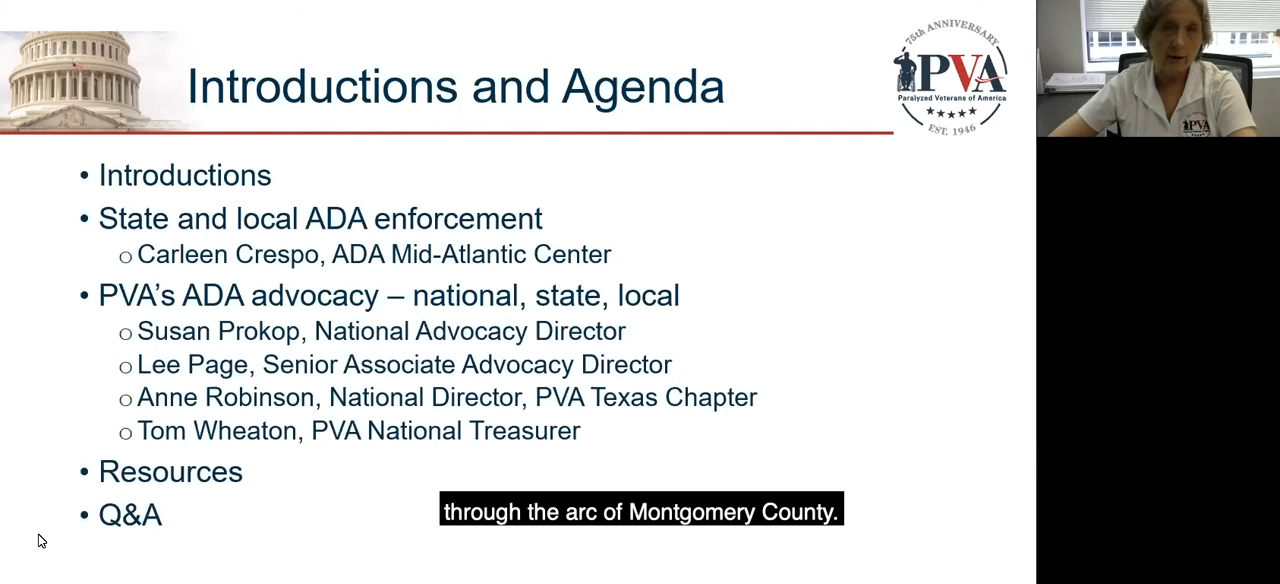 Introductions and Agenda
75th ANNIVERSARY
PVA
Paralyzed Veterans of America
EST. 1946
• Introductions
• State and local ADA enforcement
o Carleen Crespo, ADA Mid-Atlantic Center
• PVA’s ADA advocacy – national, state, local
o Susan Prokop, National Advocacy Director
o Lee Page, Senior Associate Advocacy Director
o Anne Robinson, National Director, PVA Texas Chapter
o Tom Wheaton, PVA National Treasurer
• Resources
• Q&A
through the arc of Montgomery County.
PVA